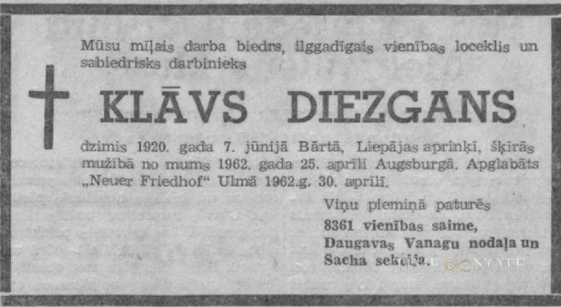 Mūsu mīļais darba biedrs, ilggadīgais vienības loceklis un
sabiedrisks darbinieks
KLĀVS DIEZGANS
dzimis 1920. gada 7. jūnijā Bārtā, Liepājas apriņķī, šķīrās
mūžībā no mums 1962. gada 25. aprīlī Augsburgā. Apglabāts
„Neuer Friedhof" Ulmā 1962.g. 30. aprīlī.
Viņu piemiņā paturēs
8361 vienības saime,
Daugavas Vanagu nodaļa un
Sacha sekcija.